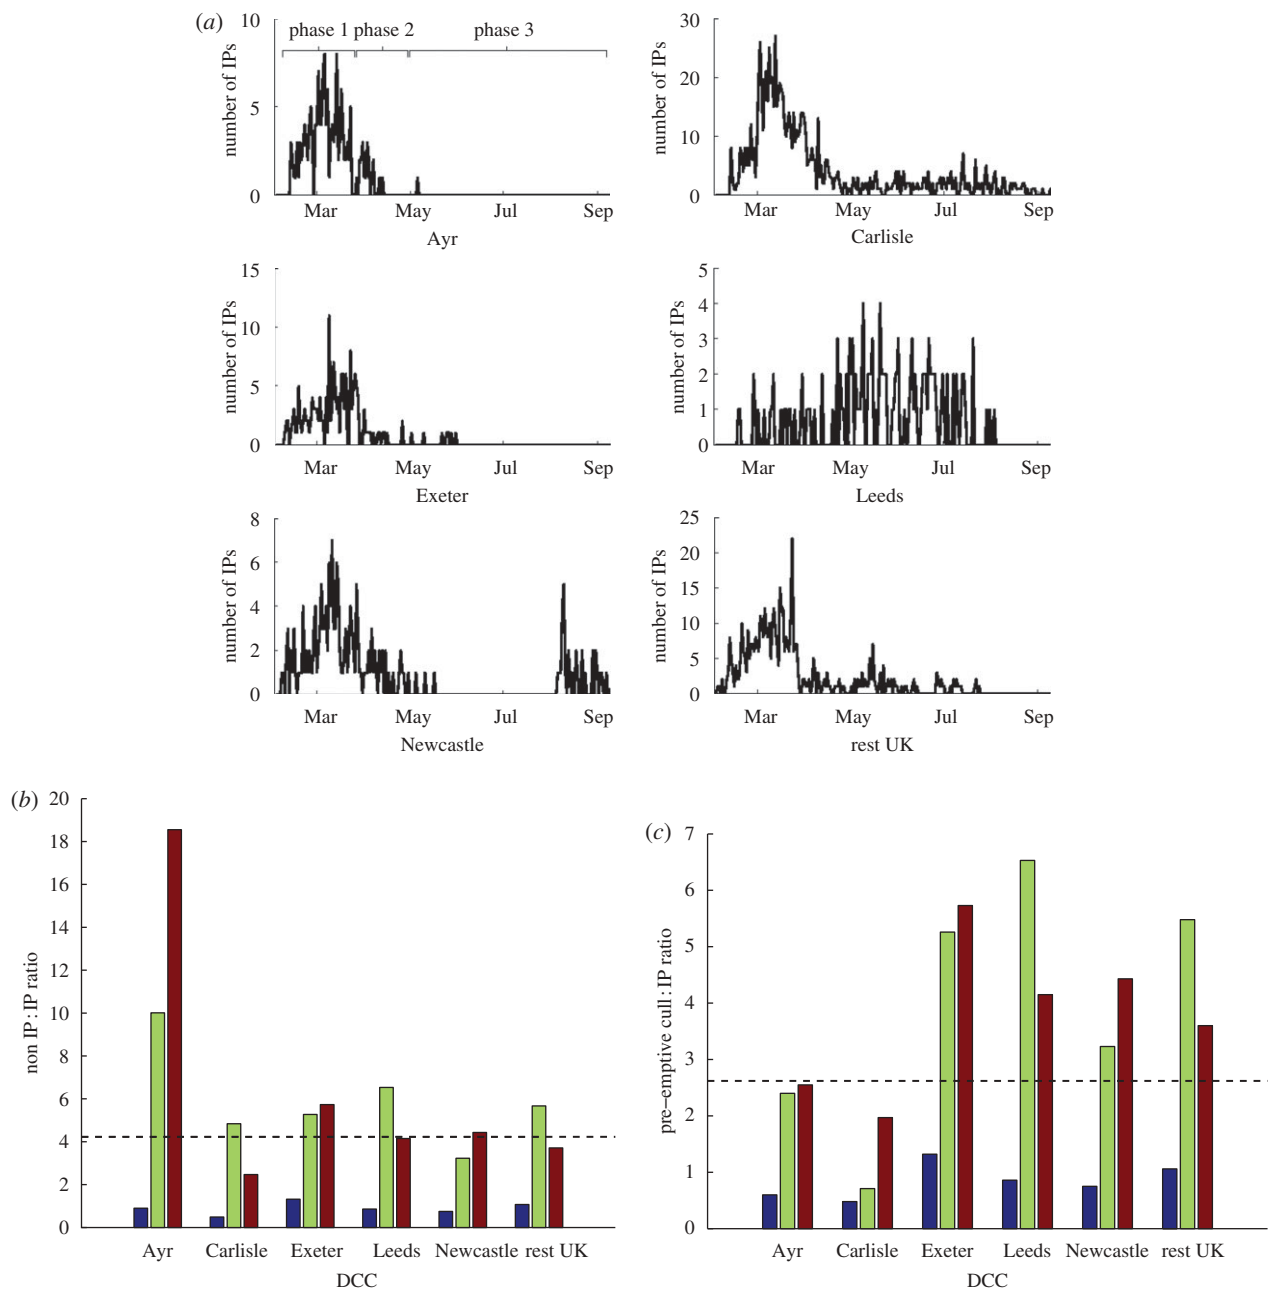 (a)
phase 1 phase 2 phase 3
number of IPs
10
5
0
Mar May Jul Sep
Ayr
number of IPs
30
20
10
0
Mar May Jul Sep
Carlisle
number of IPs
15
10
5
0
Mar May Jul Sep
Exeter
number of IPs
5
4
3
2
1
0
Mar May Jul Sep
Leeds
number of IPs
8
6
4
2
0
Mar May Jul Sep
Newcastle
number of IPs
25
20
15
10
5
0
Mar May Jul Sep
rest UK
(b)
non IP : IP ratio
20
18
16
14
12
10
8
6
4
2
0
Ayr Carlisle Exeter Leeds Newcastle rest UK
DCC
(c)
pre-emptive cull : IP ratio
7
6
5
4
3
2
1
0
Ayr Carlisle Exeter Leeds Newcastle rest UK
DCC